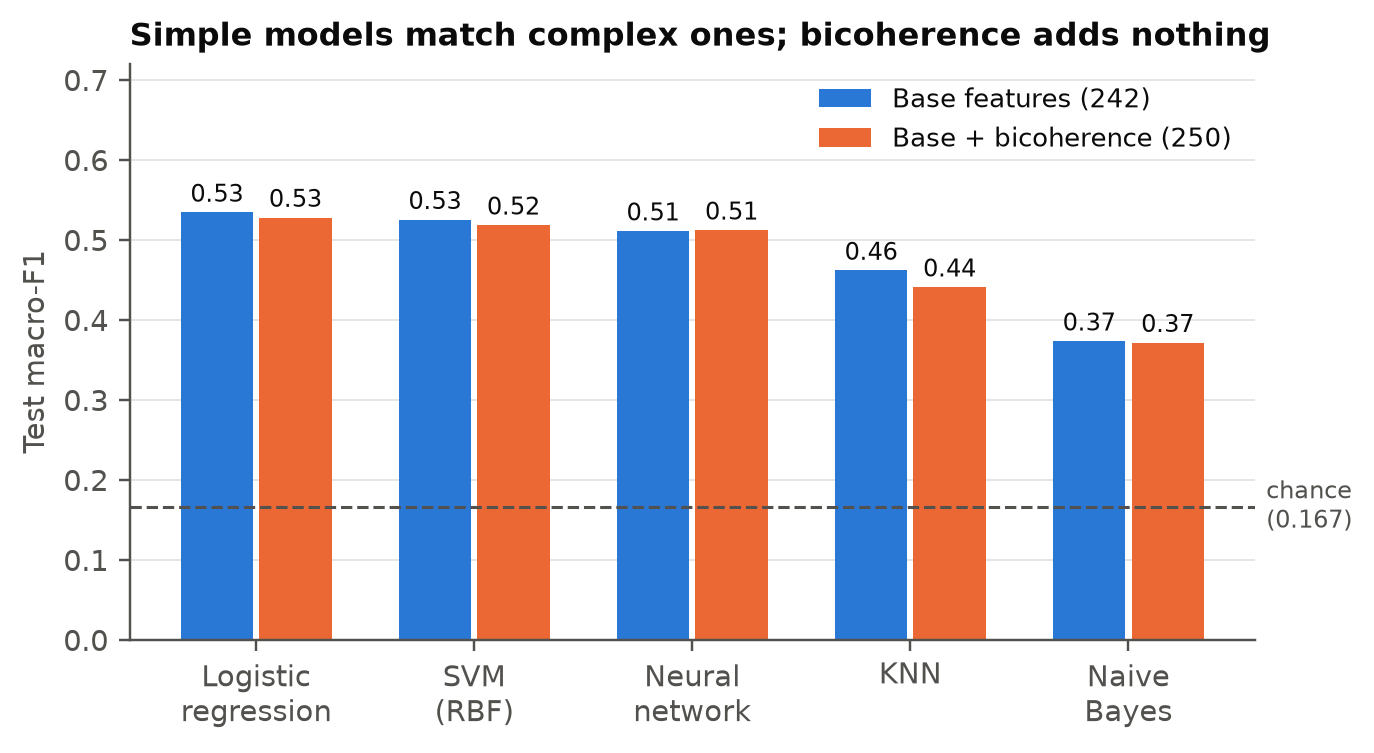 Simple models match complex ones; bicoherence adds nothing
Base features (242)
Base + bicoherence (250)
Test macro-F1
0.7
0.6
0.5
0.4
0.3
0.2
0.1
0.0
0.53
0.53
0.53
0.52
0.51
0.51
0.46
0.44
0.37
0.37
chance
(0.167)
Logistic
regression
SVM
(RBF)
Neural
network
KNN
Naive
Bayes